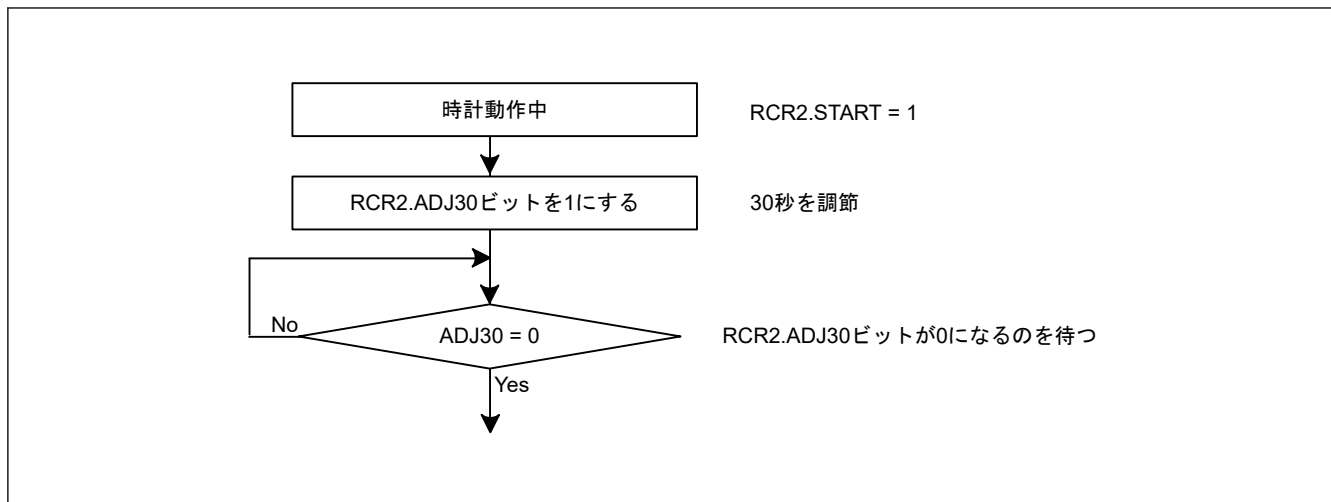 時計動作中
RCR2.START = 1
RCR2.ADJ30ビットを1にする
30秒を調節
No
ADJ30 = 0
RCR2.ADJ30ビットが0になるのを待つ
Yes